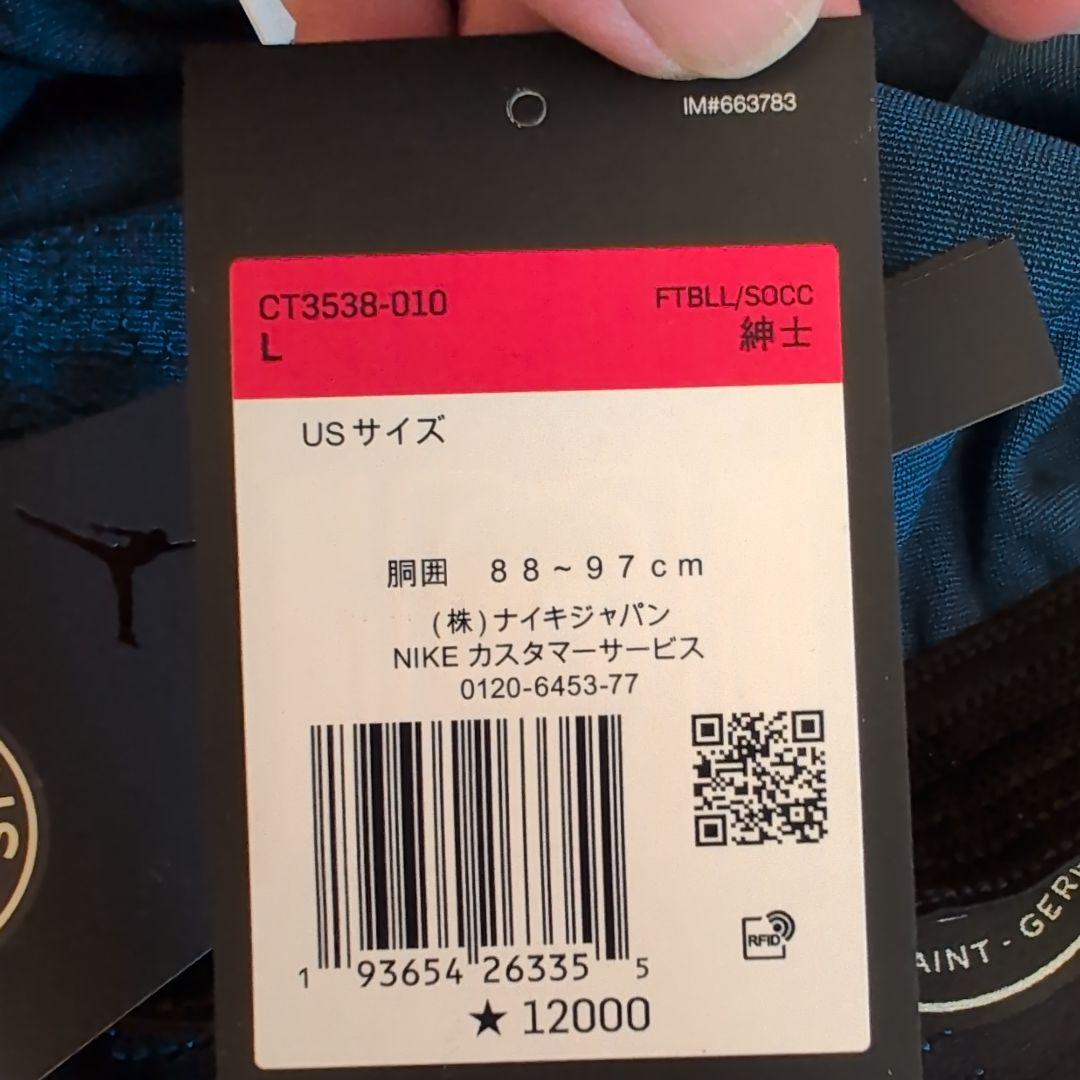 IM#663783
CT3538-010
FTBLL/SOCC
L
紳士
USサイズ
胴囲 88~97cm
(株)ナイキジャパン
NIKE カスタマーサービス
0120-6453-77
RFID
1 93654 26335 5
★ 12000
AINT - GER